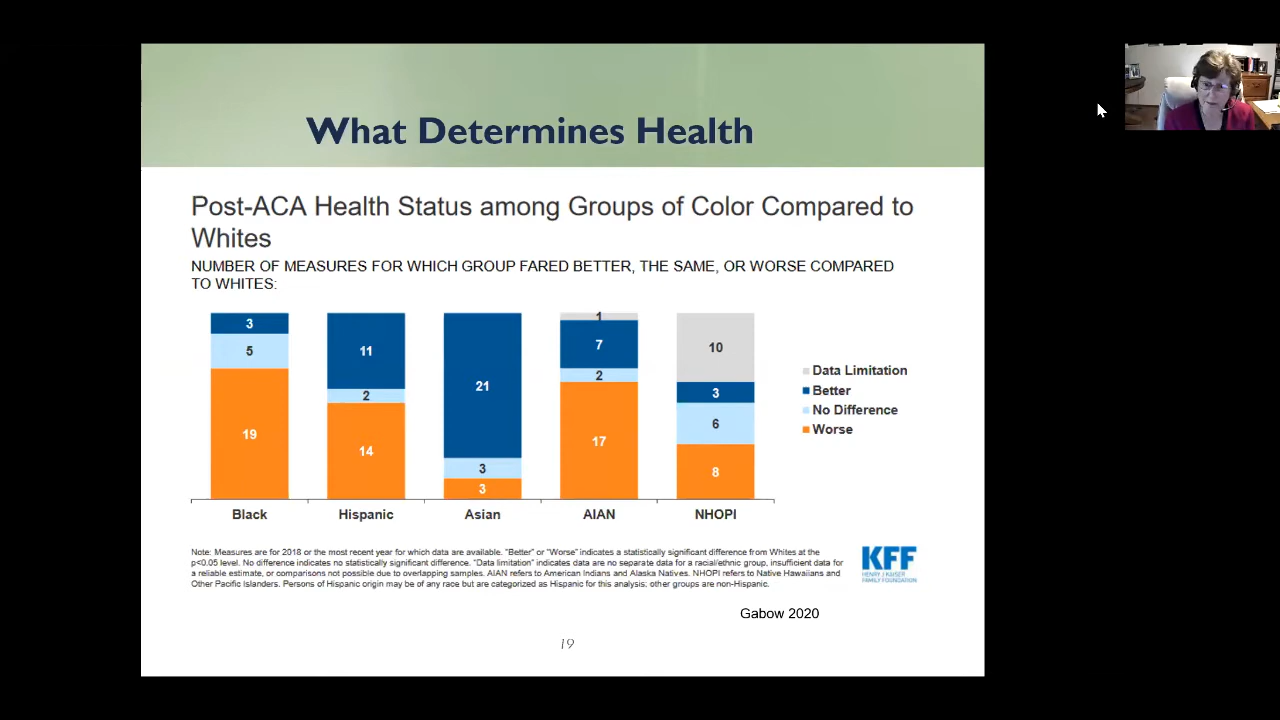 What Determines Health
Post-ACA Health Status among Groups of Color Compared to
Whites
NUMBER OF MEASURES FOR WHICH GROUP FARED BETTER, THE SAME, OR WORSE COMPARED
TO WHITES:
3
5
19
11
2
14
21
3
3
1
7
2
17
10
3
6
8
Data Limitation
Better
No Difference
Worse
Black
Hispanic
Asian
AIAN
NHOPI
Note: Measures are for 2018 or the most recent year for which data are available. "Better" or "Worse" indicates a statistically significant difference from Whites at the
p<0.05 level. No difference indicates no statistically significant difference. "Data limitation" indicates data are no separate data for a racial/ethnic group, insufficient data for
a reliable estimate, or comparisons not possible due to overlapping samples. AIAN refers to American Indians and Alaska Natives. NHOPI refers to Native Hawaiians and
Other Pacific Islanders. Persons of Hispanic origin may be of any race but are categorized as Hispanic for this analysis; other groups are non-Hispanic.
KFF
HENRY J KAISER
FAMILY FOUNDATION
Gabow 2020
19